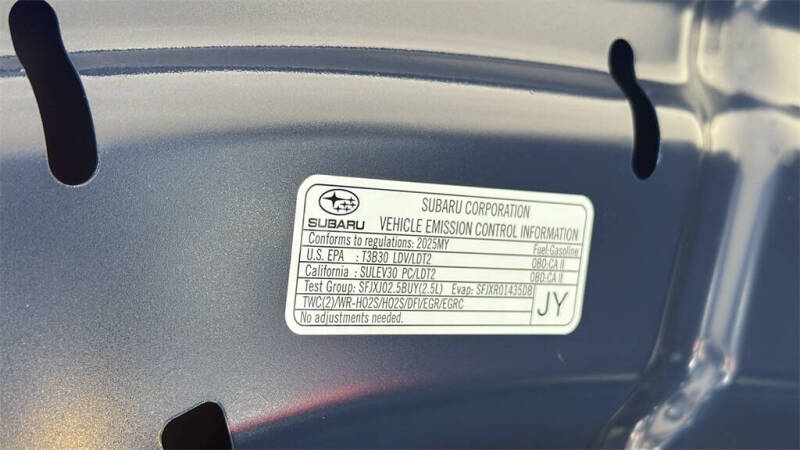 SUBARU
SUBARU CORPORATION
VEHICLE EMISSION CONTROL INFORMATION
Conforms to regulations: 2025MY Fuel:Gasoline
U.S. EPA : T3B30 LDV/LDT2 OBD:CA II
California : SULEV30 PC/LDT2 OBD:CA II
Test Group: SFJXJ02.5BUY(2.5L) Evap: SFJXR01435DB
TWC(2)/WR-HO2S/HO2S/DFI/EGR/EGRC
No adjustments needed.
JY